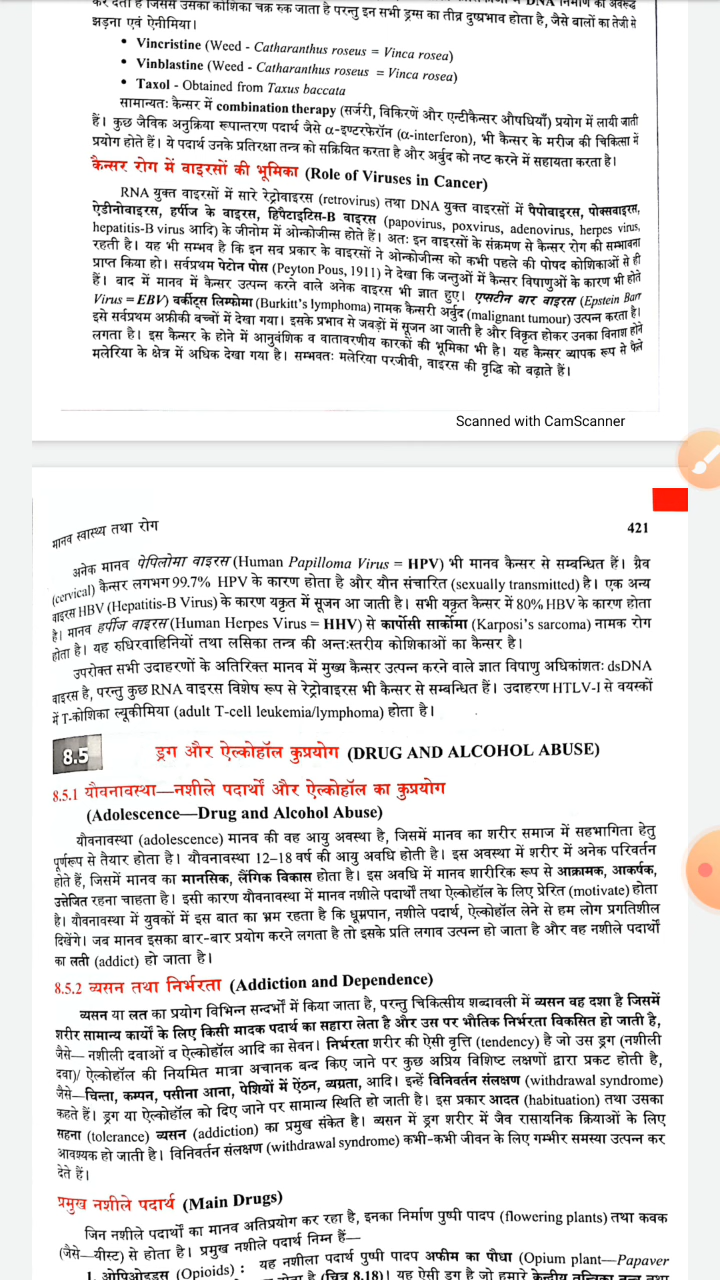 कर देता है जिससे उसका कोशिका चक्र रुक जाता है परन्तु इन सभी ड्रग्स का तीव्र दुष्प्रभाव होता है, जैसे बालों का तेजी से
झड़ना एवं ऐनीमिया।
• Vincristine (Weed - Catharanthus roseus = Vinca rosea)
• Vinblastine (Weed - Catharanthus roseus = Vinca rosea)
• Taxol - Obtained from Taxus baccata
सामान्यतः कैन्सर में combination therapy (सर्जरी, विकिरणें और एन्टीकैन्सर औषधियाँ) प्रयोग में लायी जाती
हैं। कुछ जैविक अनुक्रिया रूपान्तरण पदार्थ जैसे α-इण्टरफेरॉन (α-interferon), भी कैन्सर के मरीज की चिकित्सा में
प्रयोग होते हैं। ये पदार्थ उनके प्रतिरक्षा तन्त्र को सक्रियित करता है और अर्बुद को नष्ट करने में सहायता करता है।
कैन्सर रोग में वाइरसों की भूमिका (Role of Viruses in Cancer)
RNA युक्त वाइरसों में सारे रेट्रोवाइरस (retrovirus) तथा DNA युक्त वाइरसों में पैपोवाइरस, पोक्सवाइरस,
ऐडीनोवाइरस, हर्पीज के वाइरस, हिपैटाइटिस-B वाइरस (papovirus, poxvirus, adenovirus, herpes virus,
hepatitis-B virus आदि) के जीनोम में ओन्कोजीन्स होते हैं। अतः इन वाइरसों के संक्रमण से कैन्सर रोग की सम्भावना
रहती है। यह भी सम्भव है कि इन सब प्रकार के वाइरसों ने ओन्कोजीन्स को कभी पहले की पोषद कोशिकाओं से ही
प्राप्त किया हो। सर्वप्रथम पेटोन पोस (Peyton Pous, 1911) ने देखा कि जन्तुओं में कैन्सर विषाणुओं के कारण भी होते
हैं। बाद में मानव में कैन्सर उत्पन्न करने वाले अनेक वाइरस भी ज्ञात हुए। एपसटीन बार वाइरस (Epstein Barr
Virus = EBV) बर्कीट्स लिम्फोमा (Burkitt's lymphoma) नामक कैन्सरी अर्बुद (malignant tumour) उत्पन्न करता है।
इसे सर्वप्रथम अफ्रीकी बच्चों में देखा गया। इसके प्रभाव से जबड़ों में सूजन आ जाती है और विकृत होकर उनका विनाश होने
लगता है। इस कैन्सर के होने में आनुवंशिक व वातावरणीय कारकों की भूमिका भी है। यह कैन्सर व्यापक रूप से फैले
मलेरिया के क्षेत्र में अधिक देखा गया है। सम्भवतः मलेरिया परजीवी, वाइरस की वृद्धि को बढ़ाते हैं।
Scanned with CamScanner
मानव स्वास्थ्य तथा रोग
421
अनेक मानव पेपिलोमा वाइरस (Human Papilloma Virus = HPV) भी मानव कैन्सर से सम्बन्धित हैं। ग्रैव
(cervical) कैन्सर लगभग 99.7% HPV के कारण होता है और यौन संचारित (sexually transmitted) है। एक अन्य
वाइरस HBV (Hepatitis-B Virus) के कारण यकृत में सूजन आ जाती है। सभी यकृत कैन्सर में 80% HBV के कारण होता
है। मानव हर्पीज वाइरस (Human Herpes Virus = HHV) से कार्पोसी सार्कोमा (Karposi's sarcoma) नामक रोग
होता है। यह रुधिरवाहिनियों तथा लसिका तन्त्र की अन्तःस्तरीय कोशिकाओं का कैन्सर है।
उपरोक्त सभी उदाहरणों के अतिरिक्त मानव में मुख्य कैन्सर उत्पन्न करने वाले ज्ञात विषाणु अधिकांशतः dsDNA
वाइरस है, परन्तु कुछ RNA वाइरस विशेष रूप से रेट्रोवाइरस भी कैन्सर से सम्बन्धित हैं। उदाहरण HTLV-I से वयस्कों
में T-कोशिका ल्यूकीमिया (adult T-cell leukemia/lymphoma) होता है।
8.5 ड्रग और ऐल्कोहॉल कुप्रयोग (DRUG AND ALCOHOL ABUSE)
8.5.1 यौवनावस्था—नशीले पदार्थों और ऐल्कोहॉल का कुप्रयोग
(Adolescence—Drug and Alcohol Abuse)
यौवनावस्था (adolescence) मानव की वह आयु अवस्था है, जिसमें मानव का शरीर समाज में सहभागिता हेतु
पूर्णरूप से तैयार होता है। यौवनावस्था 12–18 वर्ष की आयु अवधि होती है। इस अवस्था में शरीर में अनेक परिवर्तन
होते हैं, जिसमें मानव का मानसिक, लैंगिक विकास होता है। इस अवधि में मानव शारीरिक रूप से आक्रामक, आकर्षक,
उत्तेजित रहना चाहता है। इसी कारण यौवनावस्था में मानव नशीले पदार्थों तथा ऐल्कोहॉल के लिए प्रेरित (motivate) होता
है। यौवनावस्था में युवकों में इस बात का भ्रम रहता है कि धूम्रपान, नशीले पदार्थ, ऐल्कोहॉल लेने से हम लोग प्रगतिशील
दिखेंगे। जब मानव इसका बार-बार प्रयोग करने लगता है तो इसके प्रति लगाव उत्पन्न हो जाता है और वह नशीले पदार्थों
का लती (addict) हो जाता है।
8.5.2 व्यसन तथा निर्भरता (Addiction and Dependence)
व्यसन या लत का प्रयोग विभिन्न सन्दर्भों में किया जाता है, परन्तु चिकित्सीय शब्दावली में व्यसन वह दशा है जिसमें
शरीर सामान्य कार्यों के लिए किसी मादक पदार्थ का सहारा लेता है और उस पर भौतिक निर्भरता विकसित हो जाती है,
जैसे— नशीली दवाओं व ऐल्कोहॉल आदि का सेवन। निर्भरता शरीर की ऐसी वृत्ति (tendency) है जो उस ड्रग (नशीली
दवा)/ ऐल्कोहॉल की नियमित मात्रा अचानक बन्द किए जाने पर कुछ अप्रिय विशिष्ट लक्षणों द्वारा प्रकट होती है,
जैसे—चिन्ता, कम्पन, पसीना आना, पेशियों में ऐंठन, व्यग्रता, आदि। इन्हें विनिवर्तन संलक्षण (withdrawal syndrome)
कहते हैं। ड्रग या ऐल्कोहॉल को दिए जाने पर सामान्य स्थिति हो जाती है। इस प्रकार आदत (habituation) तथा उसका
सहना (tolerance) व्यसन (addiction) का प्रमुख संकेत है। व्यसन में ड्रग शरीर में जैव रासायनिक क्रियाओं के लिए
आवश्यक हो जाती है। विनिवर्तन संलक्षण (withdrawal syndrome) कभी-कभी जीवन के लिए गम्भीर समस्या उत्पन्न कर
देते हैं।
प्रमुख नशीले पदार्थ (Main Drugs)
जिन नशीले पदार्थों का मानव अतिप्रयोग कर रहा है, इनका निर्माण पुष्पी पादप (flowering plants) तथा कवक
(जैसे—यीस्ट) से होता है। प्रमुख नशीले पदार्थ निम्न हैं—
1. ओपिओइड्स (Opioids) : यह नशीला पदार्थ पुष्पी पादप अफीम का पौधा (Opium plant—Papaver
होता है (चित्र 8.18)। यह ऐसी ड्रग है जो हमारे केन्द्रीय तन्त्रिका तन्त्र तथा